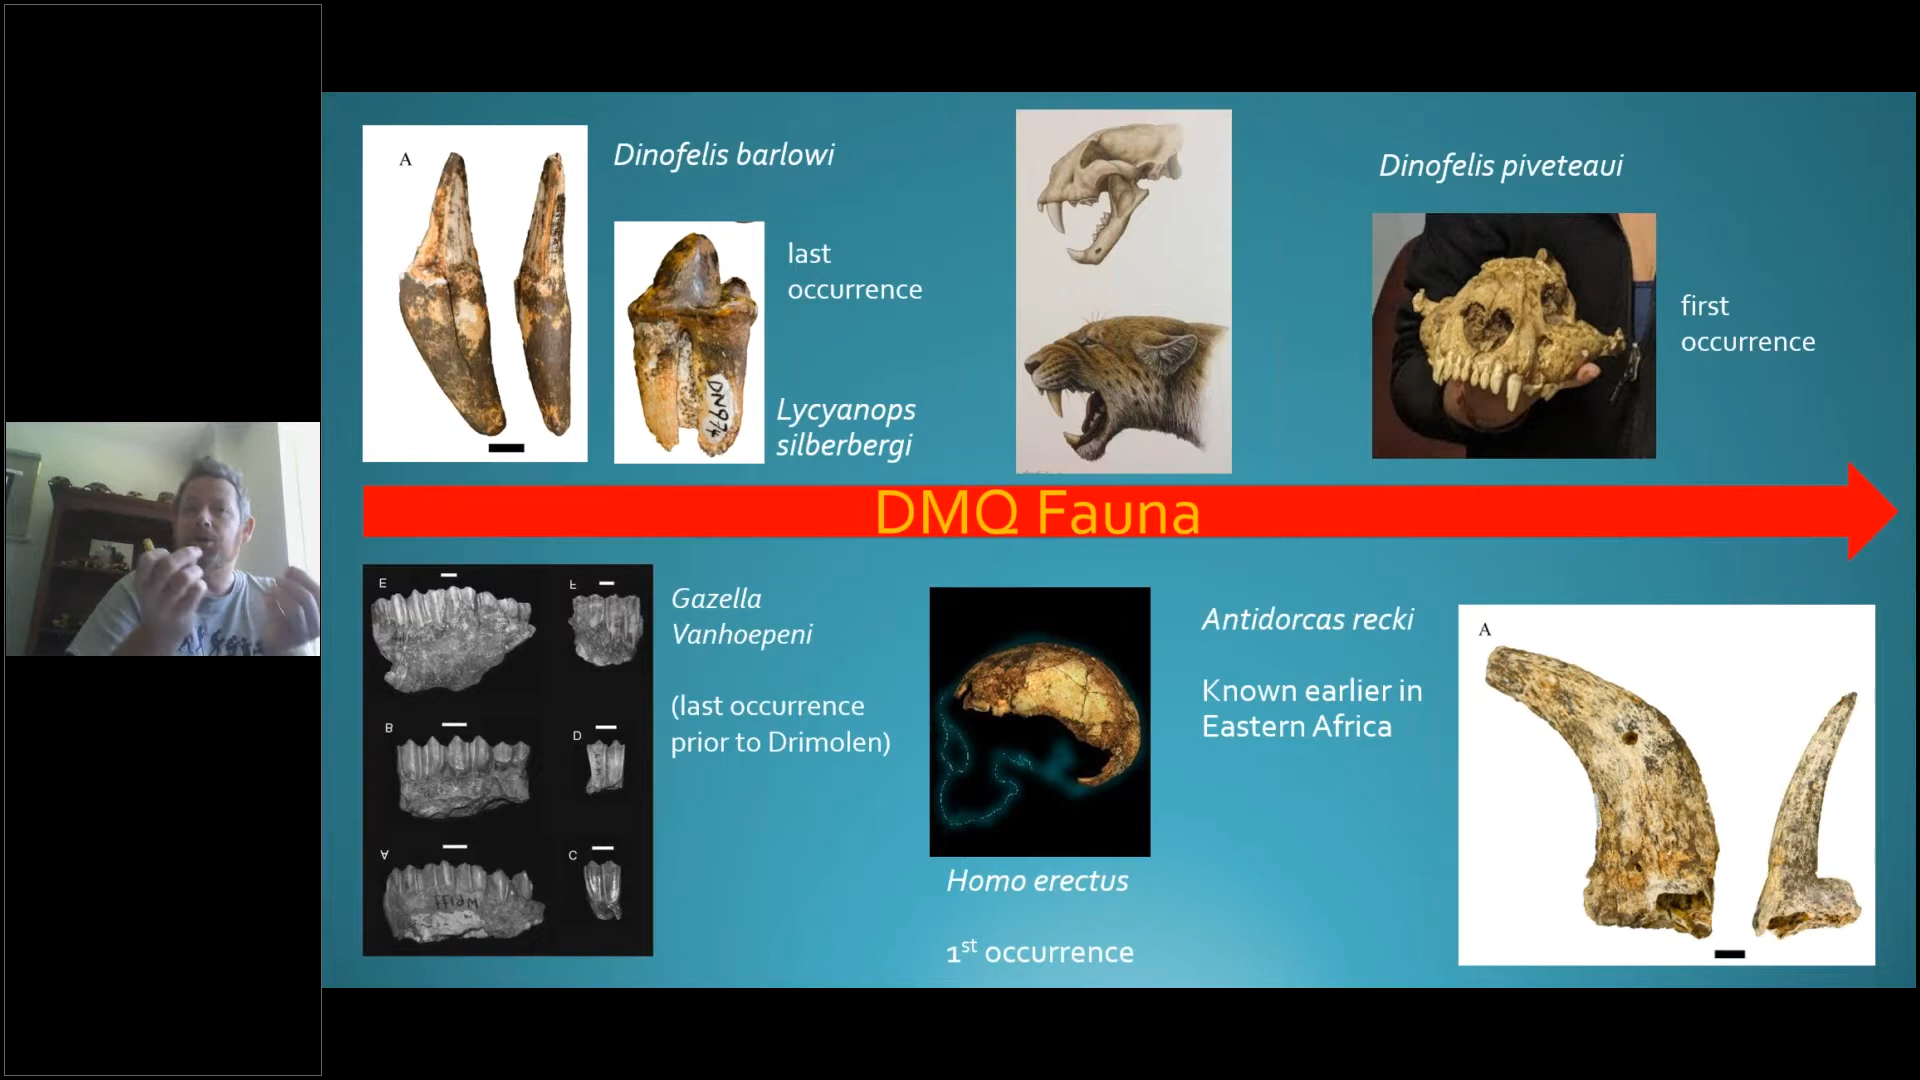 A
Dinofelis barlowi
last
occurrence
DN974
Lycyanops
silberbergi
Dinofelis piveteaui
first
occurrence
DMQ Fauna
E
F
B
D
A
C
Gazella
Vanhoepeni
(last occurrence
prior to Drimolen)
Homo erectus
1st occurrence
Antidorcas recki
Known earlier in
Eastern Africa
A